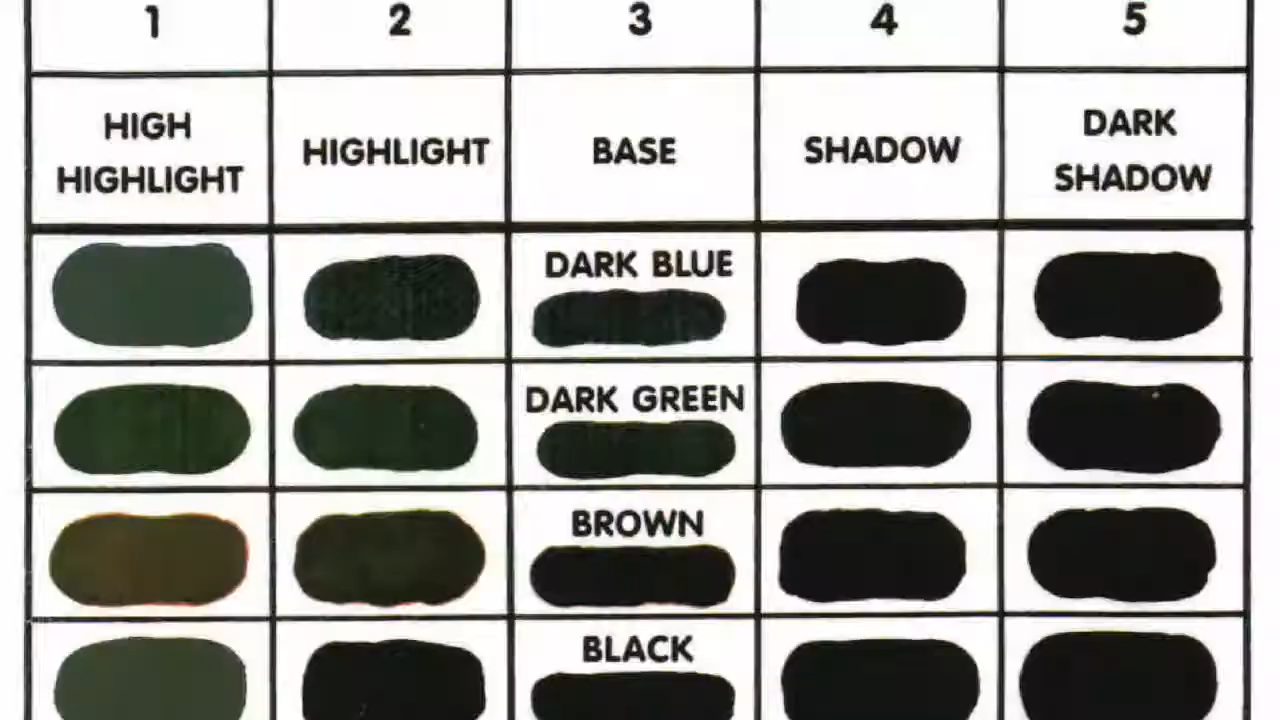 1 2 3 4 5
HIGH
HIGHLIGHT
HIGHLIGHT
BASE
SHADOW
DARK
SHADOW
DARK BLUE
DARK GREEN
BROWN
BLACK